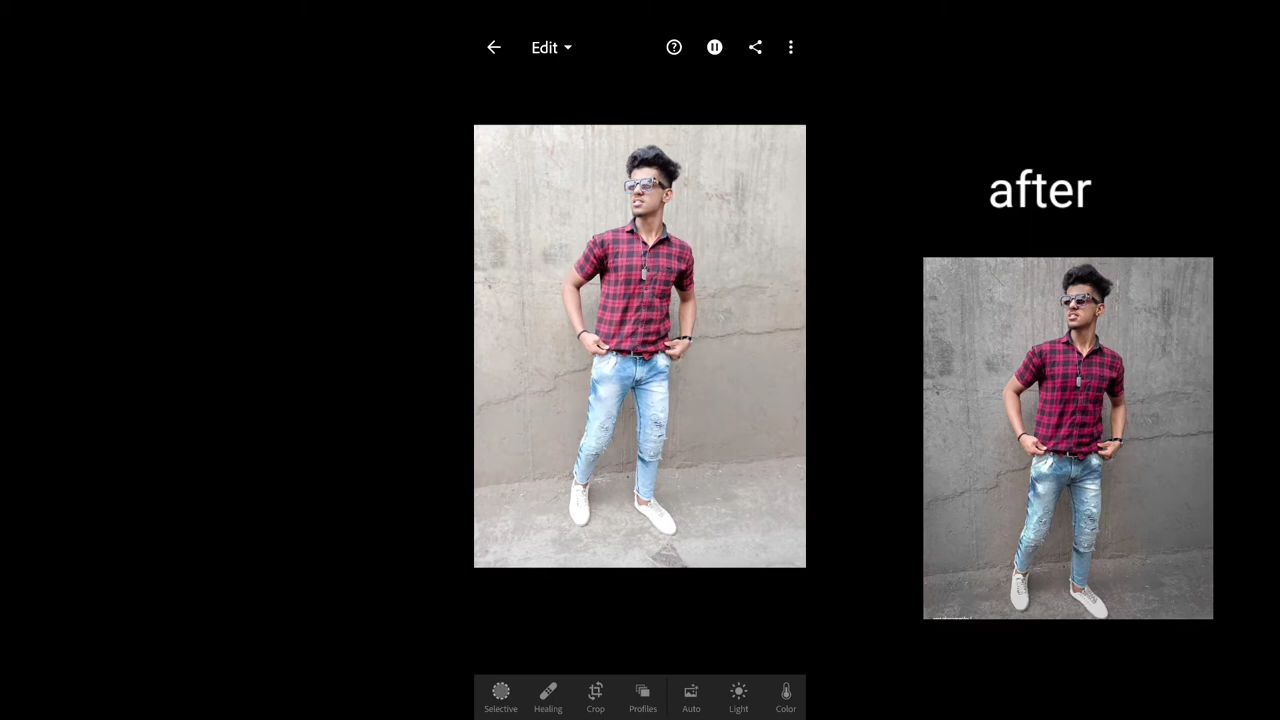 Edit
after
Selective
Healing
Crop
Profiles
Auto
Light
Color